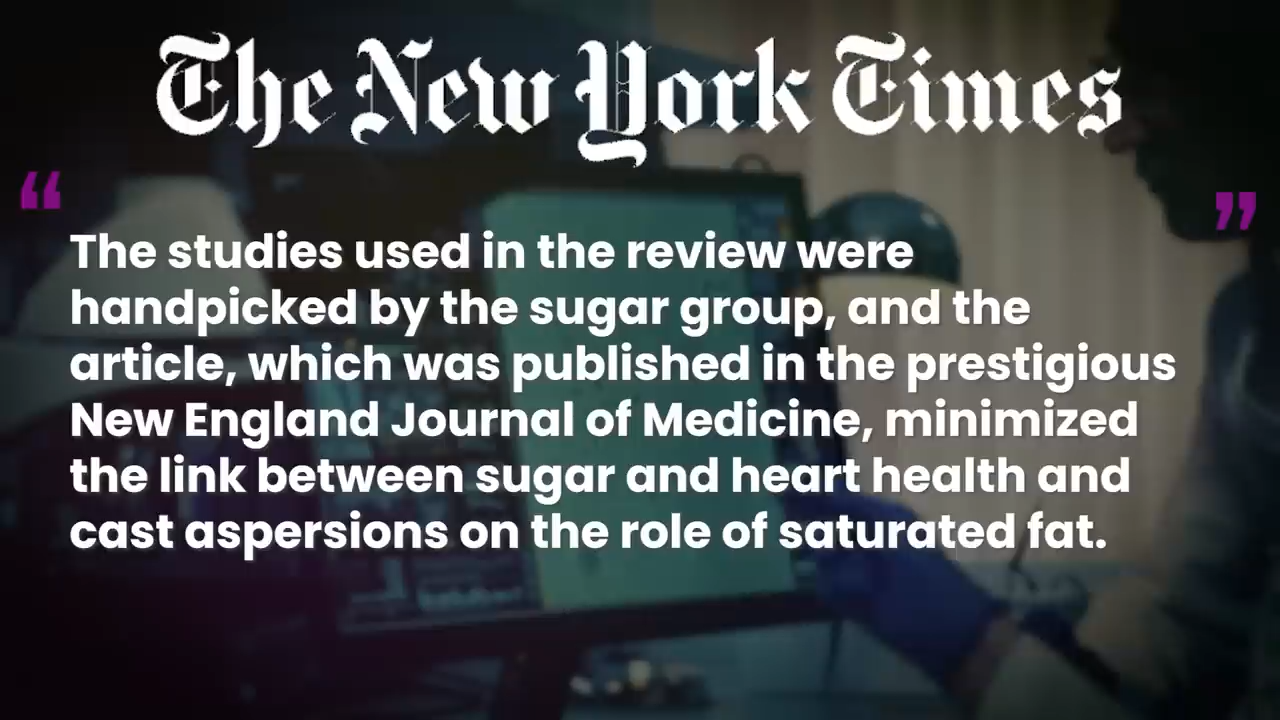 The New York Times
“
”
The studies used in the review were
handpicked by the sugar group, and the
article, which was published in the prestigious
New England Journal of Medicine, minimized
the link between sugar and heart health and
cast aspersions on the role of saturated fat.